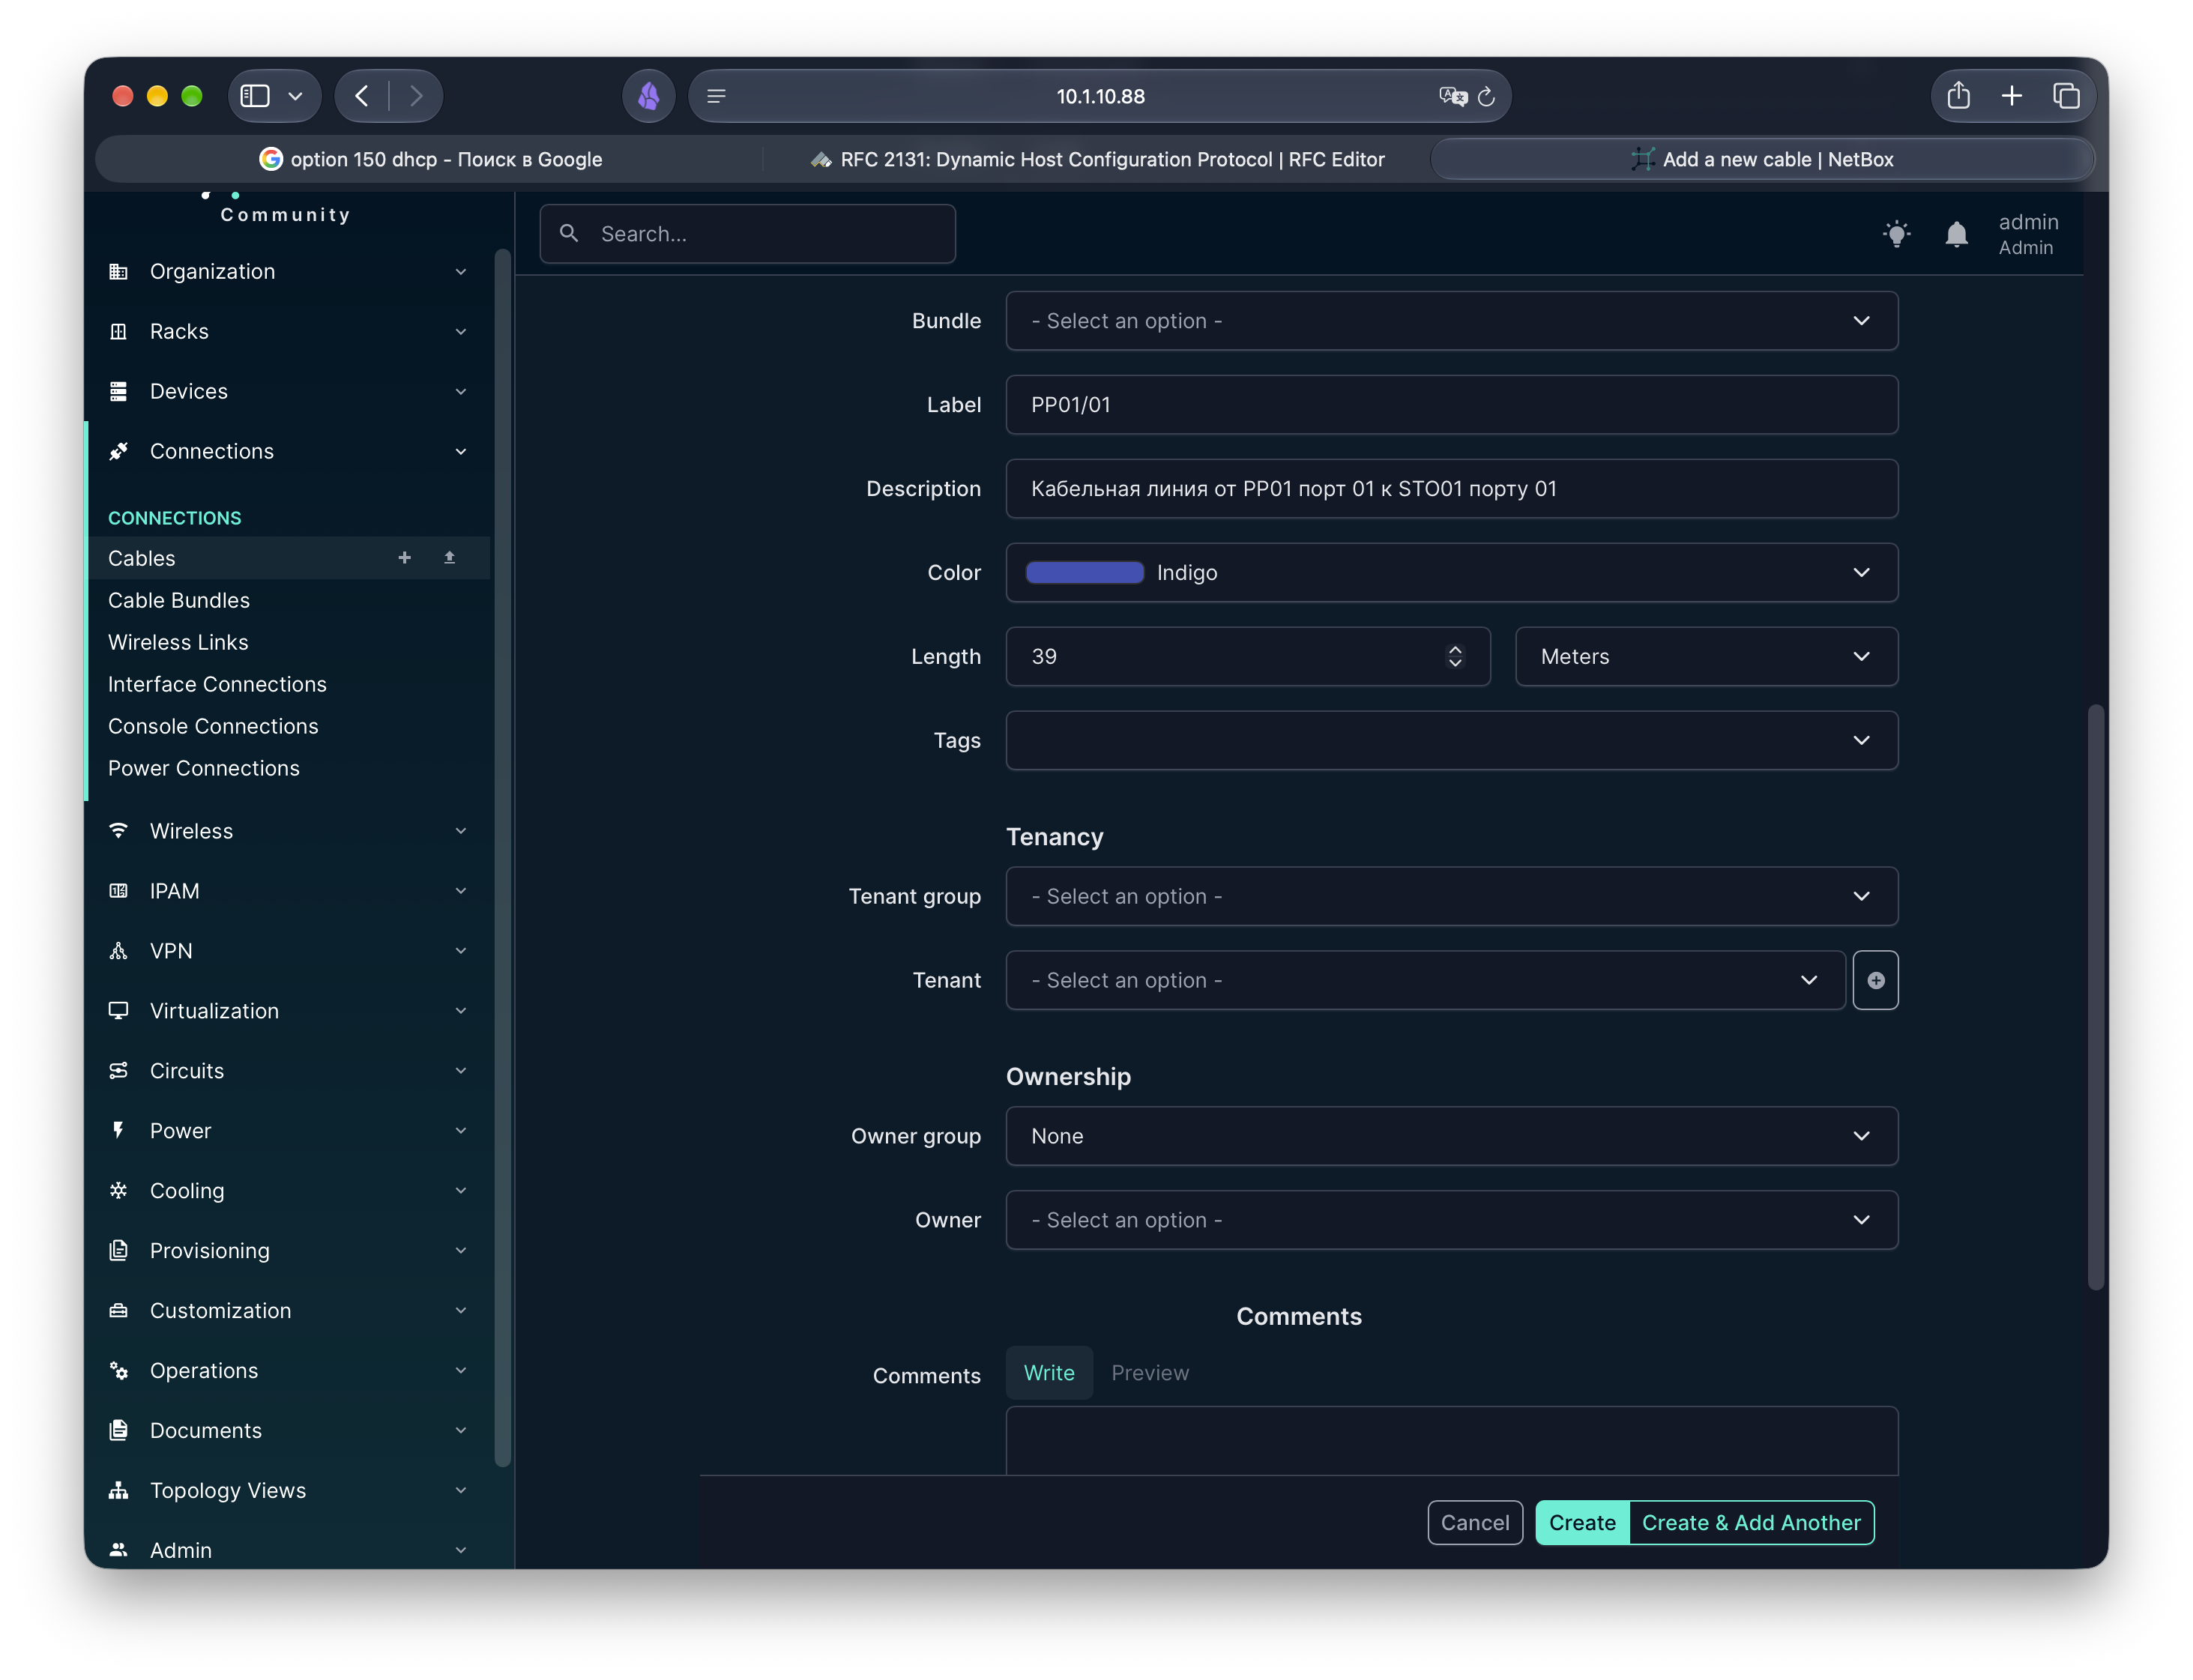 10.1.10.88
option 150 dhcp - Поиск в Google
RFC 2131: Dynamic Host Configuration Protocol | RFC Editor
Add a new cable | NetBox
Community
Search...
admin
Admin
Organization
Racks
Devices
Connections
CONNECTIONS
Cables
Cable Bundles
Wireless Links
Interface Connections
Console Connections
Power Connections
Wireless
IPAM
VPN
Virtualization
Circuits
Power
Cooling
Provisioning
Customization
Operations
Documents
Topology Views
Admin
Bundle - Select an option -
Label PP01/01
Description Кабельная линия от PP01 порт 01 к STO01 порту 01
Color Indigo
Length 39 Meters
Tags
Tenancy
Tenant group - Select an option -
Tenant - Select an option -
Ownership
Owner group None
Owner - Select an option -
Comments
Comments Write Preview
Cancel Create Create & Add Another